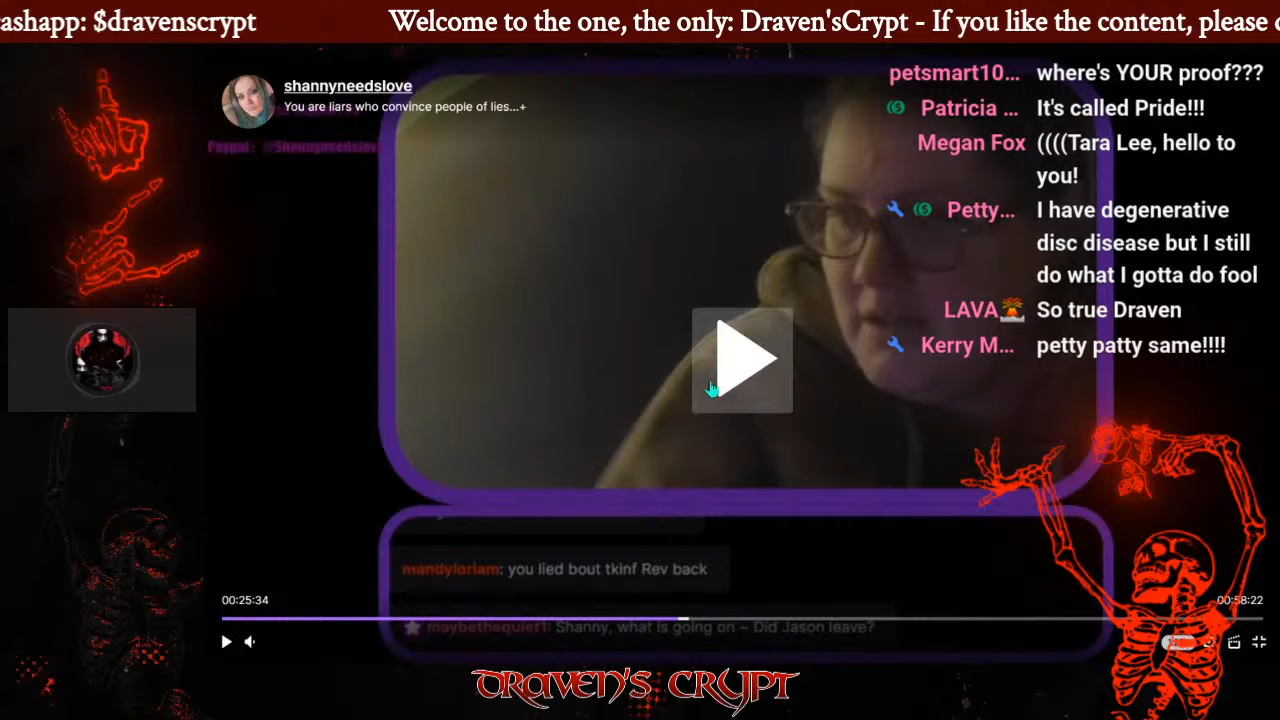 ashapp: $dravenscrypt
Welcome to the one, the only: Draven'sCrypt - If you like the content, please
shannyneedslove
You are liars who convince people of lies...+
Paypal: @Shannyneedslove
petsmart10... where's YOUR proof???
Patricia ... It's called Pride!!!
Megan Fox ((((Tara Lee, hello to
you!
Petty... I have degenerative
disc disease but I still
do what I gotta do fool
LAVA🌋 So true Draven
Kerry M... petty patty same!!!!
mandyloriam: you lied bout tkinf Rev back
00:25:34
00:58:22
maybethequiet1: Shanny, what is going on ~ Did Jason leave?
DRAVEN'S CRYPT